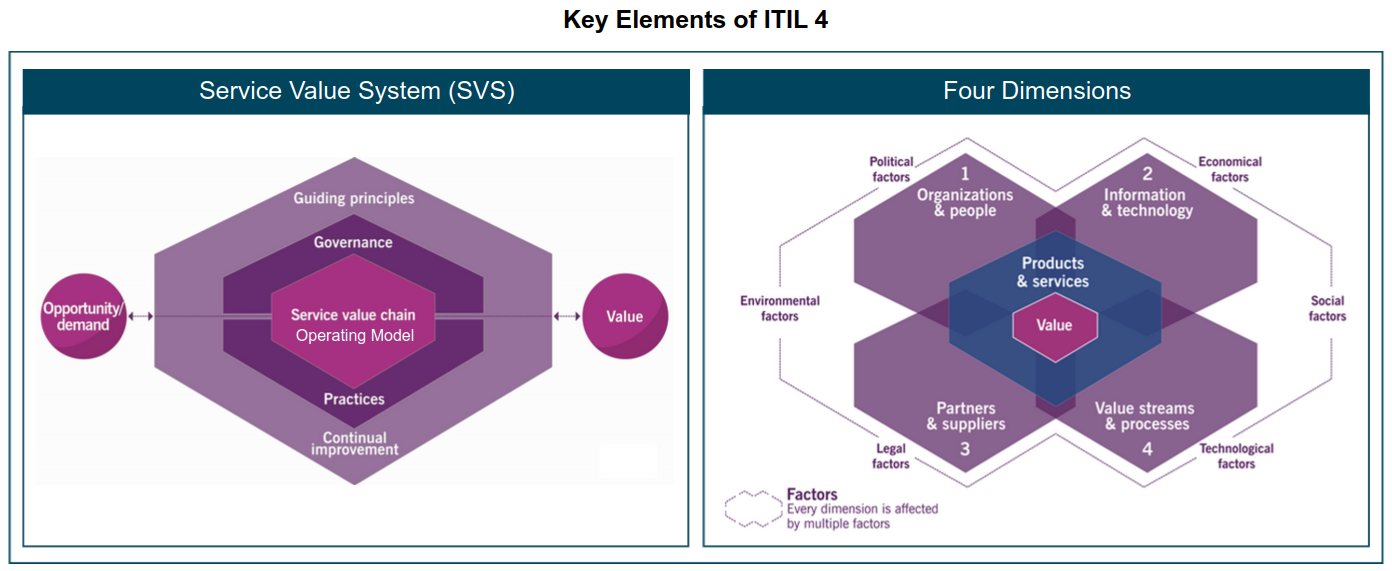 Key Elements of ITIL 4
Service Value System (SVS)
Guiding principles
Governance
Opportunity/
demand
Service value chain
Operating Model
Value
Practices
Continual
improvement
Four Dimensions
Political
factors
Economical
factors
1
Organizations
& people
2
Information
& technology
Products
& services
Environmental
factors
Value
Social
factors
Partners
& suppliers
3
Value streams
& processes
4
Legal
factors
Technological
factors
Factors
Every dimension is affected
by multiple factors